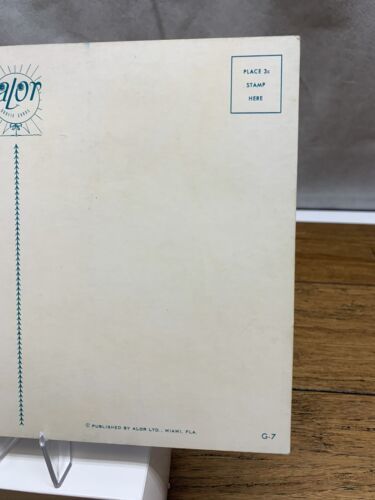 alor
PLACE 3c
STAMP
HERE
© PUBLISHED BY ALOR LTD., MIAMI, FLA.
G-7